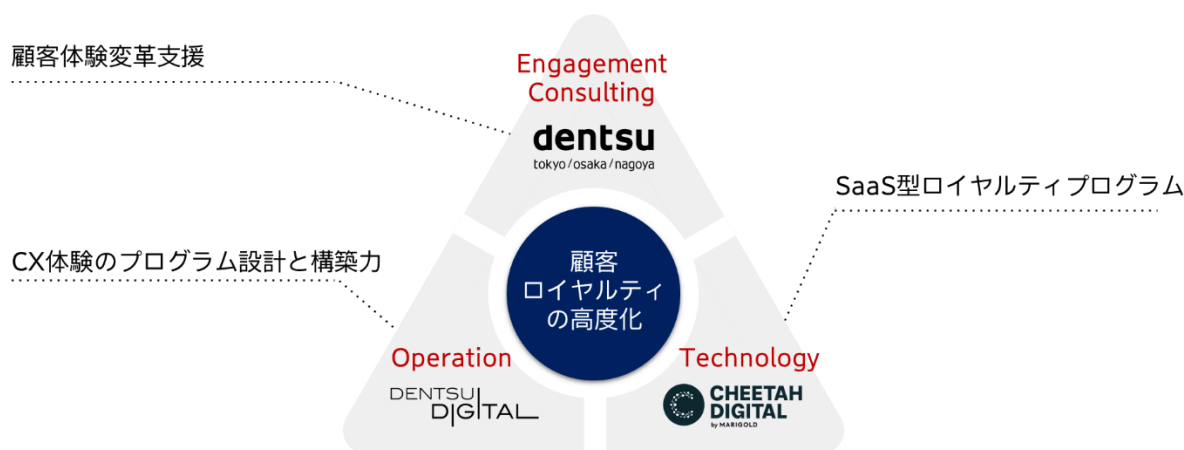 顧客体験変革支援
Engagement
Consulting
dentsu
tokyo/osaka/nagoya
SaaS型ロイヤルティプログラム
CX体験のプログラム設計と構築力
顧客
ロイヤルティ
の高度化
Operation
DENTSU
DIGITAL
Technology
C
CHEETAH
DIGITAL
by MARIGOLD